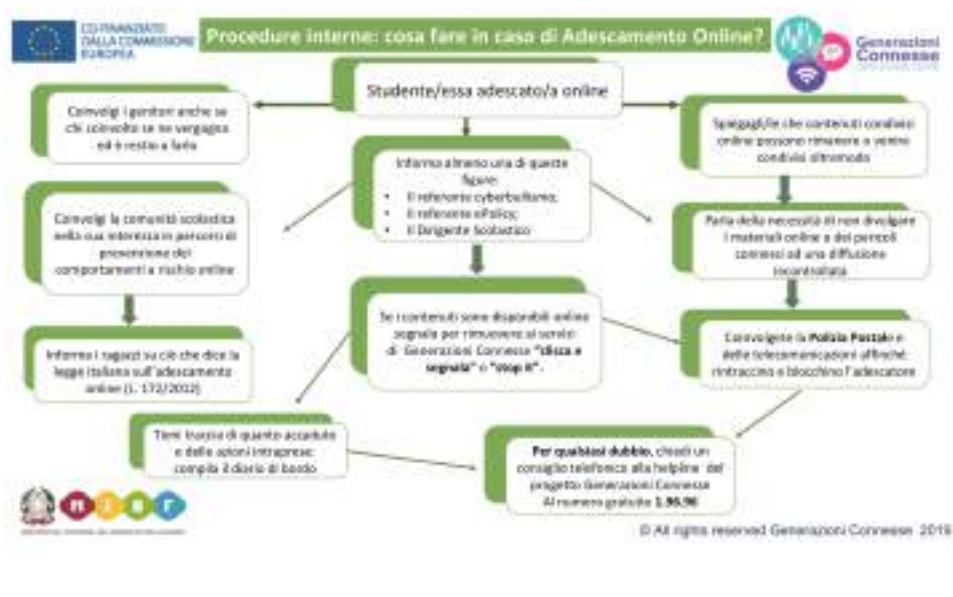 CO-FINANZIATO
DALLA COMMISSIONE
EUROPEA
Procedure interne: cosa fare in caso di Adescamento Online?
Generazioni
Connesse
Studente/essa adescato/a online
Coinvolgi i genitori anche se
chi coinvolto se ne vergogna
ed è restio a farlo
Informa almeno una di queste
figure:
• Il referente cyberbullismo;
• Il referente ePolicy;
• Il Dirigente Scolastico
Spiegagli/le che contenuti condivisi
online possono rimanere o venire
condivisi oltremodo
Coinvolgi la comunità scolastica
nella sua interezza in percorsi di
prevenzione dei
comportamenti a rischio online
Parla della necessità di non divulgare
i materiali online e dei pericoli
connessi ad una diffusione
incontrollata
Se i contenuti sono disponibili online
segnala per rimuovere ai servizi
di Generazioni Connesse "clicca e
segnala" o "stop it".
Informa i ragazzi su ciò che dice la
legge italiana sull'adescamento
online (L. 172/2012)
Coinvolgete la Polizia Postale e
delle telecomunicazioni affinché
rintraccino e blocchino l'adescatore
Tieni traccia di quanto accaduto
e delle azioni intraprese:
compila il diario di bordo
Per qualsiasi dubbio, chiedi un
consiglio telefonico alla helpline del
progetto Generazioni Connesse
Al numero gratuito 1.96.96
© All rights reserved Generazioni Connesse